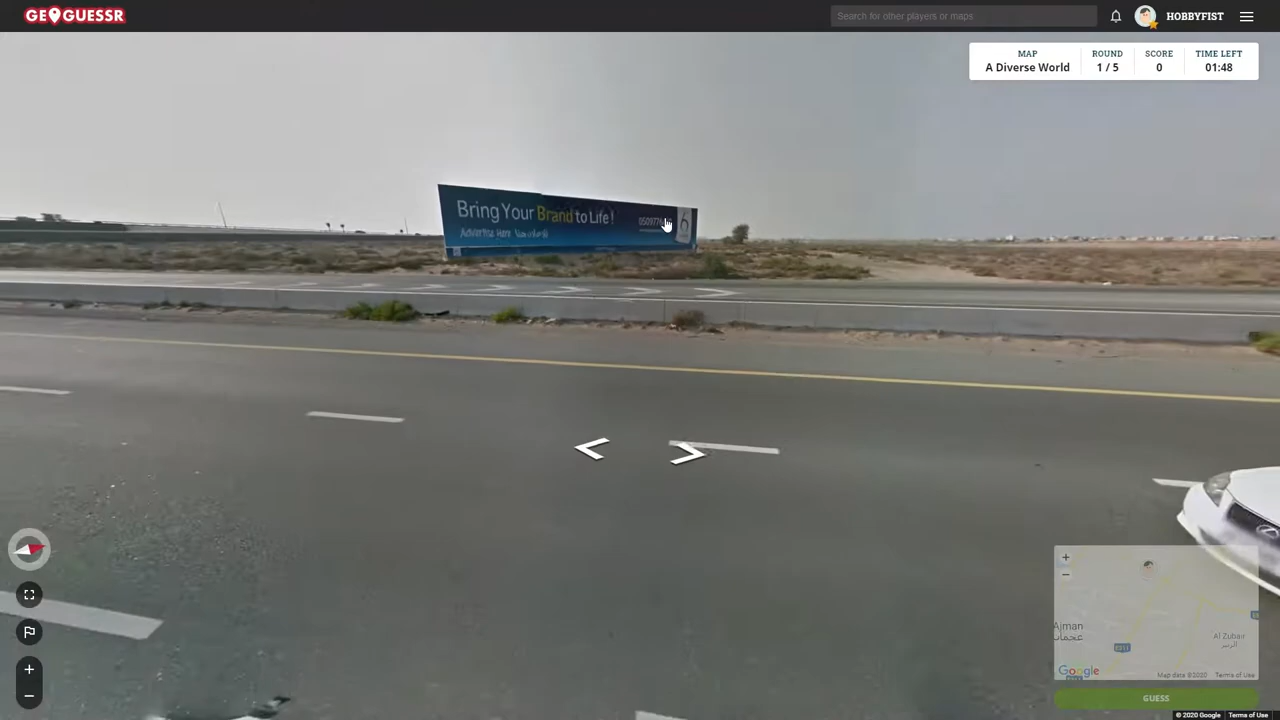 GEOGUESSR
Search for other players or maps
HOBBYFIST
MAP
A Diverse World
ROUND
1 / 5
SCORE
0
TIME LEFT
01:48
Bring Your Brand to Life!
Advertise Here
Ajman
عجمان
Al Zubair
الزبير
E311
Google
Map data ©2020
Terms of Use
GUESS
© 2020 Google
Terms of Use